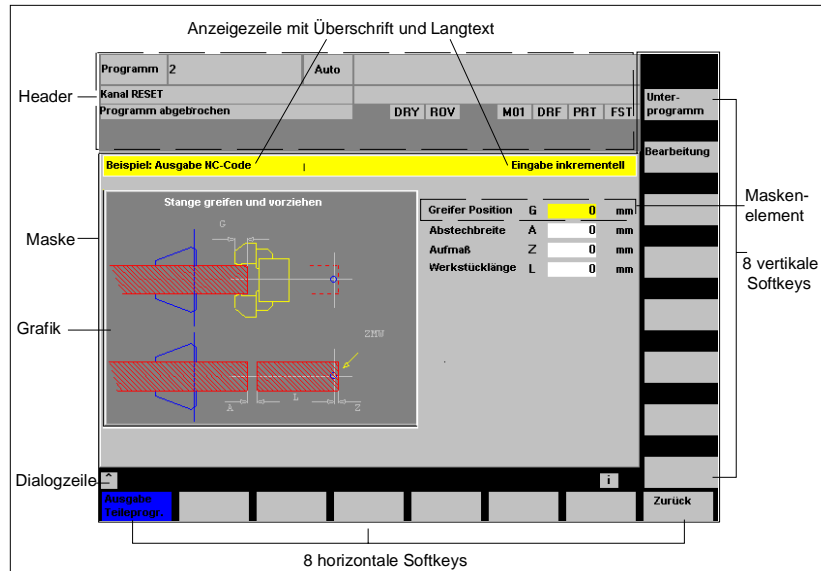 Anzeigezeile mit Überschrift und Langtext
Programm 2 Auto
Header
Kanal RESET
Programm abgebrochen DRY ROV M01 DRF PRT FST
Unter-
programm
Beispiel: Ausgabe NC-Code Eingabe inkrementell
Bearbeitung
Stange greifen und vorziehen
G
Greifer Position G 0 mm
Abstechbreite A 0 mm
Aufmaß Z 0 mm
Werkstücklänge L 0 mm
Masken-
element
Maske
8 vertikale
Softkeys
Grafik
ZMW
A L Z
Dialogzeile ^ i
Ausgabe
Teileprogr.
Zurück
8 horizontale Softkeys